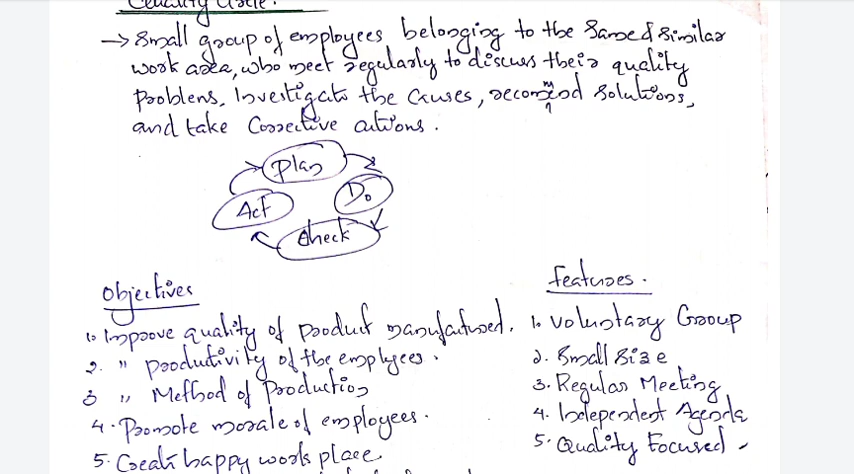 Quality Circle :
→ Small group of employees belonging to the Same & Similar
work area, who meet regularly to discuss their quality
Problems, Investigate the Causes, recommend Solutions,
and take Corrective actions.
Plan
Do
Check
Act
Objectives
1. Improve quality of product manufactured.
2. " productivity of the employees.
3 " Method of Production
4. Promote morale of employees.
5. Create happy work place
Features.
1. Voluntary Group
2. Small Size
3. Regular Meeting
4. Independent Agenda
5. Quality Focused